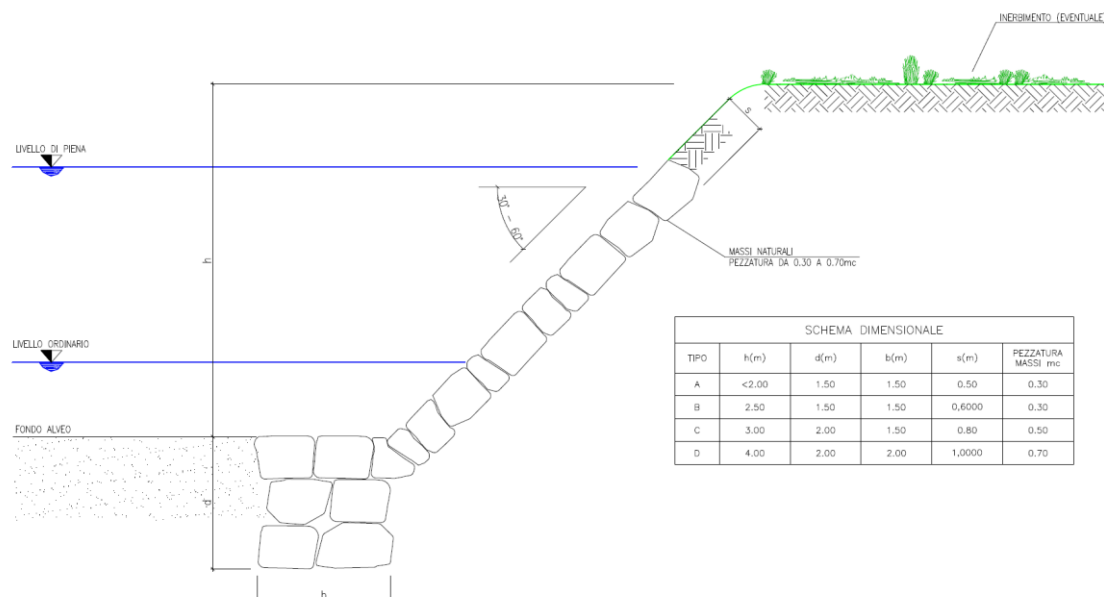 INERBIMENTO (EVENTUALE)
s
LIVELLO DI PIENA
30° - 60°
h
MASSI NATURALI
PEZZATURA DA 0.30 A 0.70mc
SCHEMA DIMENSIONALE
TIPO h(m) d(m) b(m) s(m) PEZZATURA MASSI mc
A <2.00 1.50 1.50 0.50 0.30
B 2.50 1.50 1.50 0,6000 0.30
C 3.00 2.00 1.50 0.80 0.50
D 4.00 2.00 2.00 1,0000 0.70
LIVELLO ORDINARIO
FONDO ALVEO
d
b